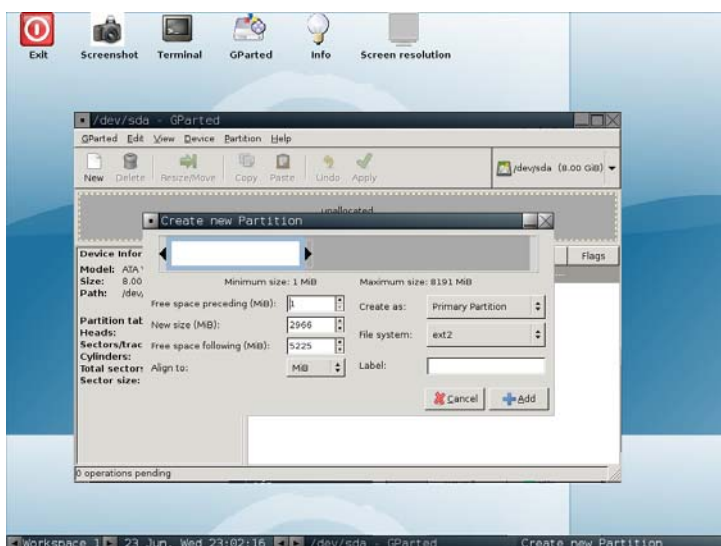 Exit Screenshot Terminal GParted Info Screen resolution
/dev/sda - GParted
GParted Edit View Device Partition Help
New Delete Resize/Move Copy Paste Undo Apply /dev/sda (8.00 GiB)
unallocated
Create new Partition
Device Infor Flags
Model: ATA
Size: 8.00
Path: /dev/
Minimum size: 1 MiB Maximum size: 8191 MiB
Free space preceding (MiB): 1 Create as: Primary Partition
Partition tab
New size (MiB): 2966
Heads:
File system: ext2
Sectors/trac
Free space following (MiB): 5225
Cylinders:
Total sectors
Align to: MiB Label:
Sector size:
Cancel Add
0 operations pending
Workspace 1 23 Jun, Wed 23:02:16 /dev/sda - GParted Create new Partition